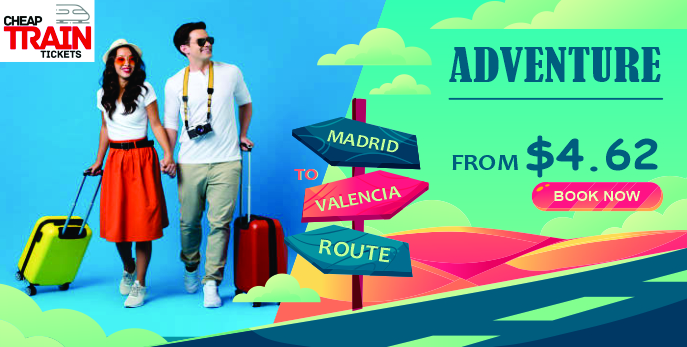 CHEAP
TRAIN
TICKETS
ADVENTURE
MADRID
TO
VALENCIA
ROUTE
FROM $4.62
BOOK NOW